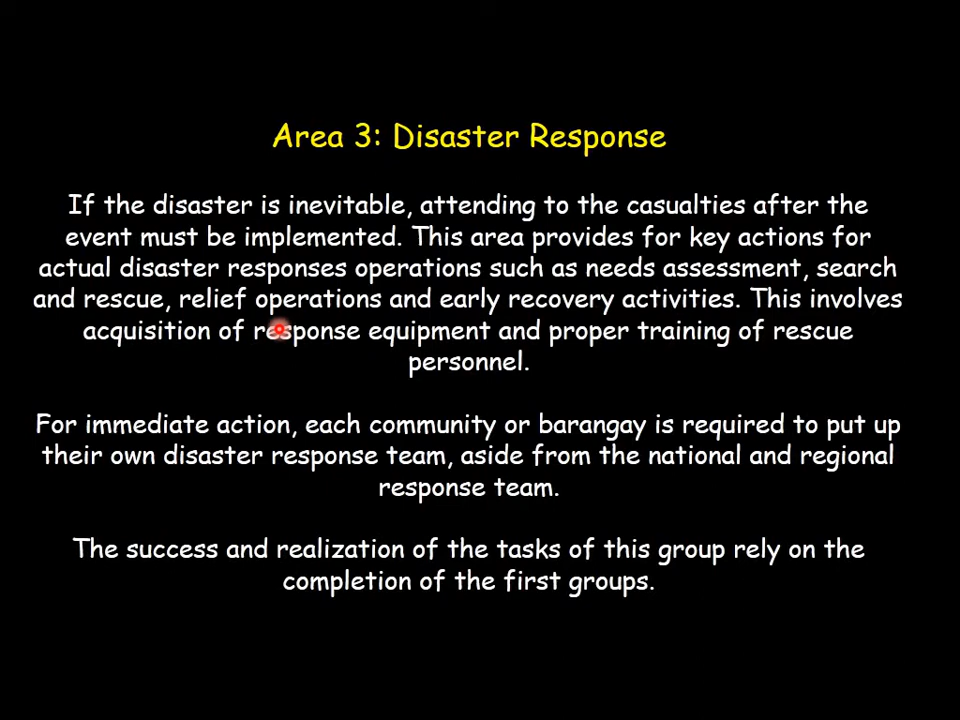 Area 3: Disaster Response
If the disaster is inevitable, attending to the casualties after the
event must be implemented. This area provides for key actions for
actual disaster responses operations such as needs assessment, search
and rescue, relief operations and early recovery activities. This involves
acquisition of response equipment and proper training of rescue
personnel.
For immediate action, each community or barangay is required to put up
their own disaster response team, aside from the national and regional
response team.
The success and realization of the tasks of this group rely on the
completion of the first groups.